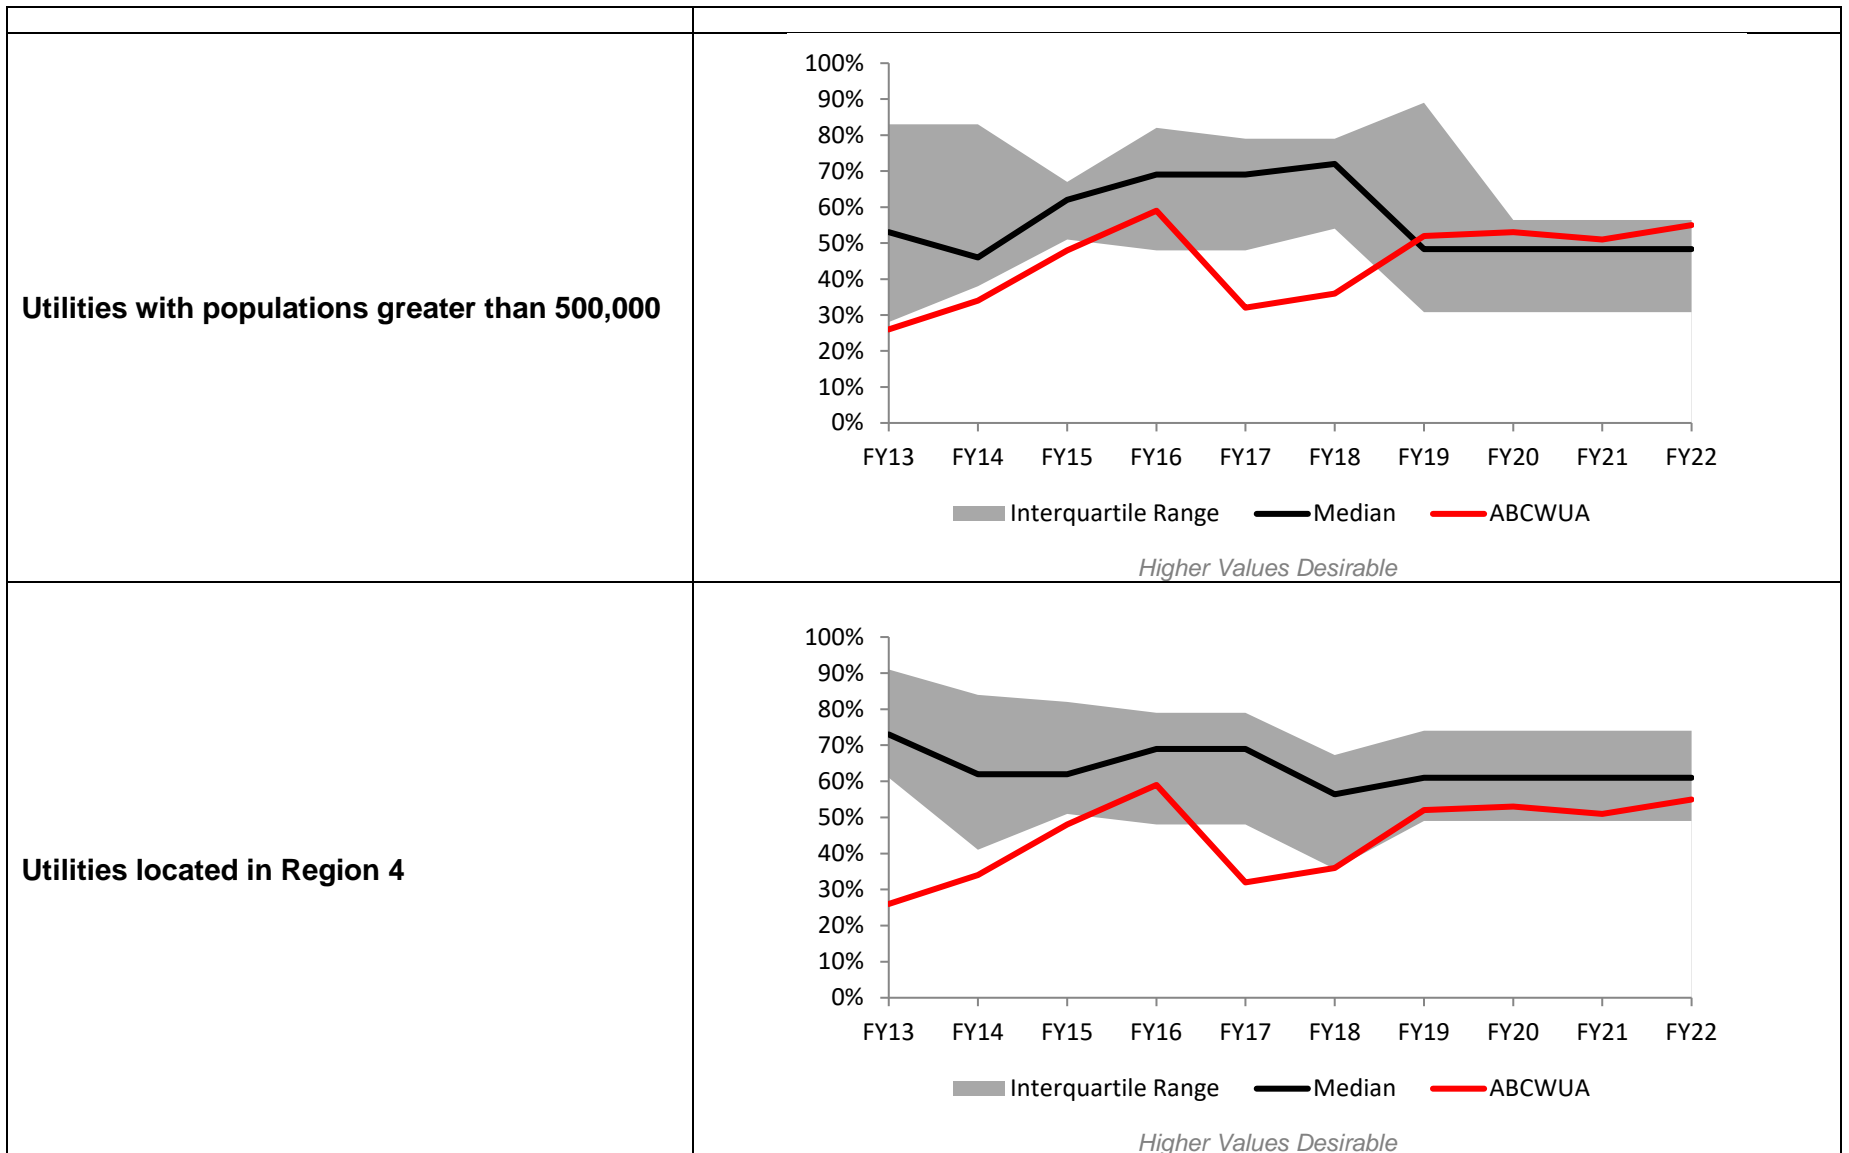 Utilities with populations greater than 500,000
100%
90%
80%
70%
60%
50%
40%
30%
20%
10%
0%
FY13 FY14 FY15 FY16 FY17 FY18 FY19 FY20 FY21 FY22
Interquartile Range Median ABCWUA
Higher Values Desirable
Utilities located in Region 4
100%
90%
80%
70%
60%
50%
40%
30%
20%
10%
0%
FY13 FY14 FY15 FY16 FY17 FY18 FY19 FY20 FY21 FY22
Interquartile Range Median ABCWUA
Higher Values Desirable